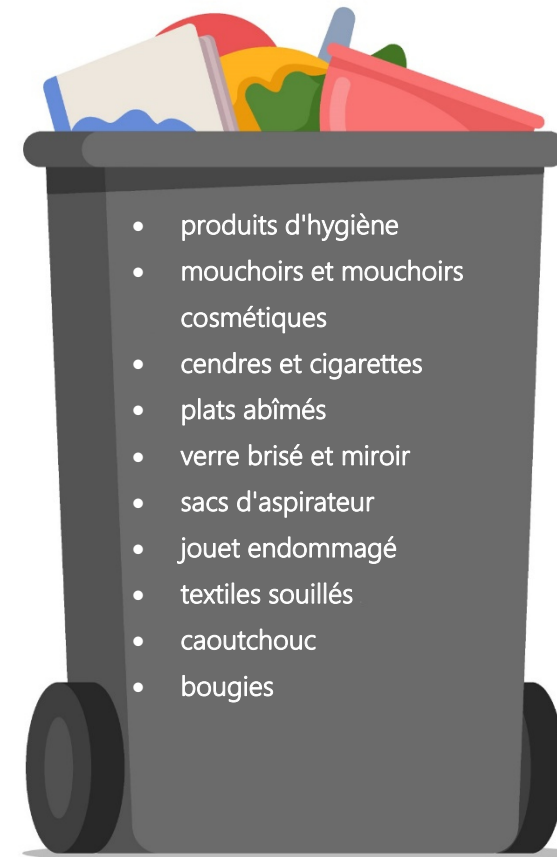 • produits d'hygiène
• mouchoirs et mouchoirs
cosmétiques
• cendres et cigarettes
• plats abîmés
• verre brisé et miroir
• sacs d'aspirateur
• jouet endommagé
• textiles souillés
• caoutchouc
• bougies